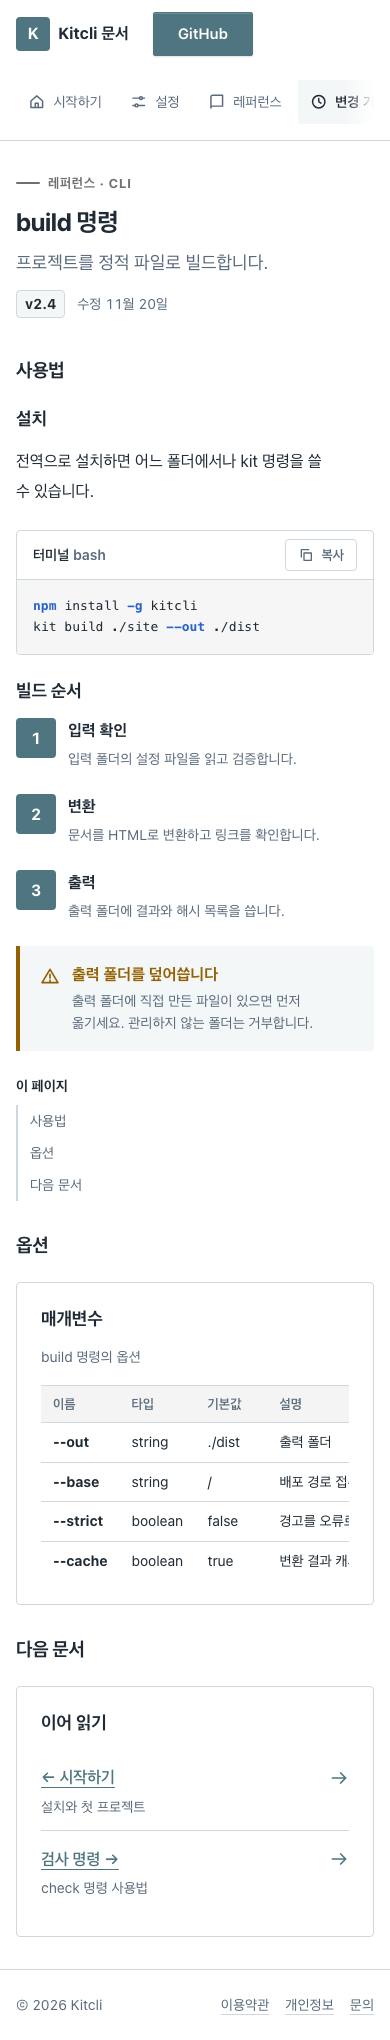 K Kitcli 문서 GitHub
시작하기 설정 레퍼런스 변경
레퍼런스 · CLI
build 명령
프로젝트를 정적 파일로 빌드합니다.
v2.4 수정 11월 20일
사용법
설치
전역으로 설치하면 어느 폴더에서나 kit 명령을 쓸
수 있습니다.
터미널 bash 복사
npm install -g kitcli
kit build ./site --out ./dist
빌드 순서
1 입력 확인
입력 폴더의 설정 파일을 읽고 검증합니다.
2 변환
문서를 HTML로 변환하고 링크를 확인합니다.
3 출력
출력 폴더에 결과와 해시 목록을 씁니다.
출력 폴더를 덮어씁니다
출력 폴더에 직접 만든 파일이 있으면 먼저
옮기세요. 관리하지 않는 폴더는 거부합니다.
이 페이지
사용법
옵션
다음 문서
옵션
매개변수
build 명령의 옵션
이름 타입 기본값 설명
--out string ./dist 출력 폴더
--base string / 배포 경로
--strict boolean false 경고를
--cache boolean true 변환 결과
다음 문서
이어 읽기
← 시작하기 →
설치와 첫 프로젝트
검사 명령 → →
check 명령 사용법
© 2026 Kitcli 이용약관 개인정보 문의